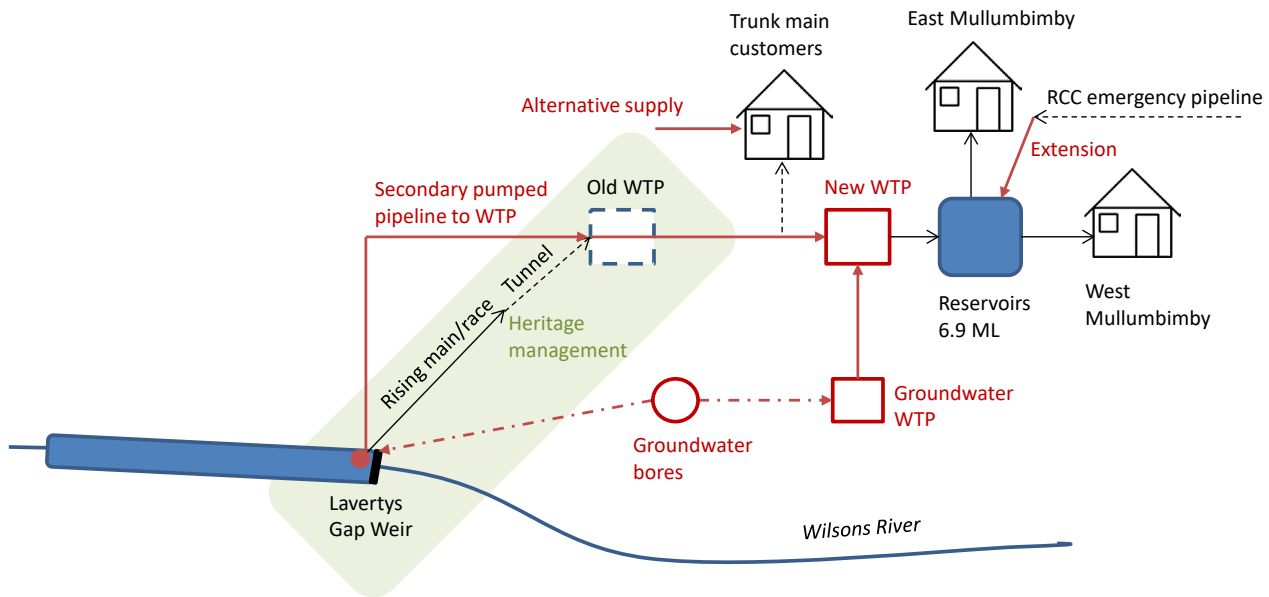 Trunk main
customers
East Mullumbimby
RCC emergency pipeline
Alternative supply
Extension
Secondary pumped
pipeline to WTP
Old WTP
New WTP
Tunnel
Rising main/race
Heritage
management
Reservoirs
6.9 ML
West
Mullumbimby
Groundwater
WTP
Groundwater
bores
Lavertys
Gap Weir
Wilsons River